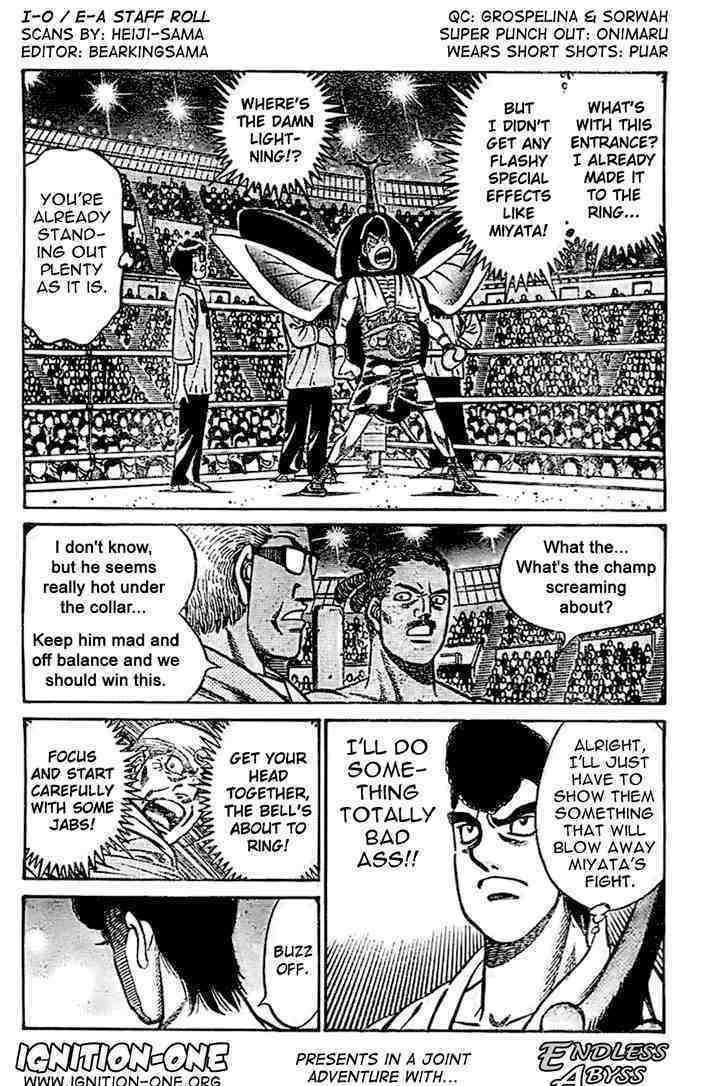 I-O / E-A STAFF ROLL
SCANS BY: HEIJI-SAMA
EDITOR: BEARKINGSAMA
QC: GROSPELINA & SORWAH
SUPER PUNCH OUT: ONIMARU
WEARS SHORT SHOTS: PUAR
WHAT'S
WITH THIS
ENTRANCE?
I ALREADY
MADE IT
TO THE
RING...
BUT
I DIDN'T
GET ANY
FLASHY
SPECIAL
EFFECTS
LIKE
MIYATA!
WHERE'S
THE DAMN
LIGHT-
NING!?
YOU'RE
ALREADY
STAND-
ING OUT
PLENTY
AS IT IS.
What the...
What's the champ
screaming
about?
I don't know,
but he seems
really hot under
the collar...
Keep him mad and
off balance and we
should win this.
ALRIGHT,
I'LL JUST
HAVE TO
SHOW THEM
SOMETHING
THAT WILL
BLOW AWAY
MIYATA'S
FIGHT.
I'LL DO
SOME-
THING
TOTALLY
BAD
ASS!!
GET YOUR
HEAD
TOGETHER,
THE BELL'S
ABOUT TO
RING!
FOCUS
AND START
CAREFULLY
WITH SOME
JABS!
BUZZ
OFF.
IGNITION-ONE
WWW.IGNITION-ONE.ORG
PRESENTS IN A JOINT
ADVENTURE WITH...
ENDLESS
ABYSS